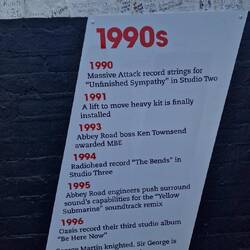 1990s
1990
Massive Attack record strings for
"Unfinished Sympathy" in Studio Two
1991
A lift to move heavy kit is finally
installed
1993
Abbey Road boss Ken Townsend
awarded MBE
1994
Radiohead record "The Bends" in
Studio Three
1995
Abbey Road engineers push surround
sound's capabilities for the "Yellow
Submarine" soundtrack remix
1996
Oasis record their third studio album
"Be Here Now"
Martin knighted. Sir George is